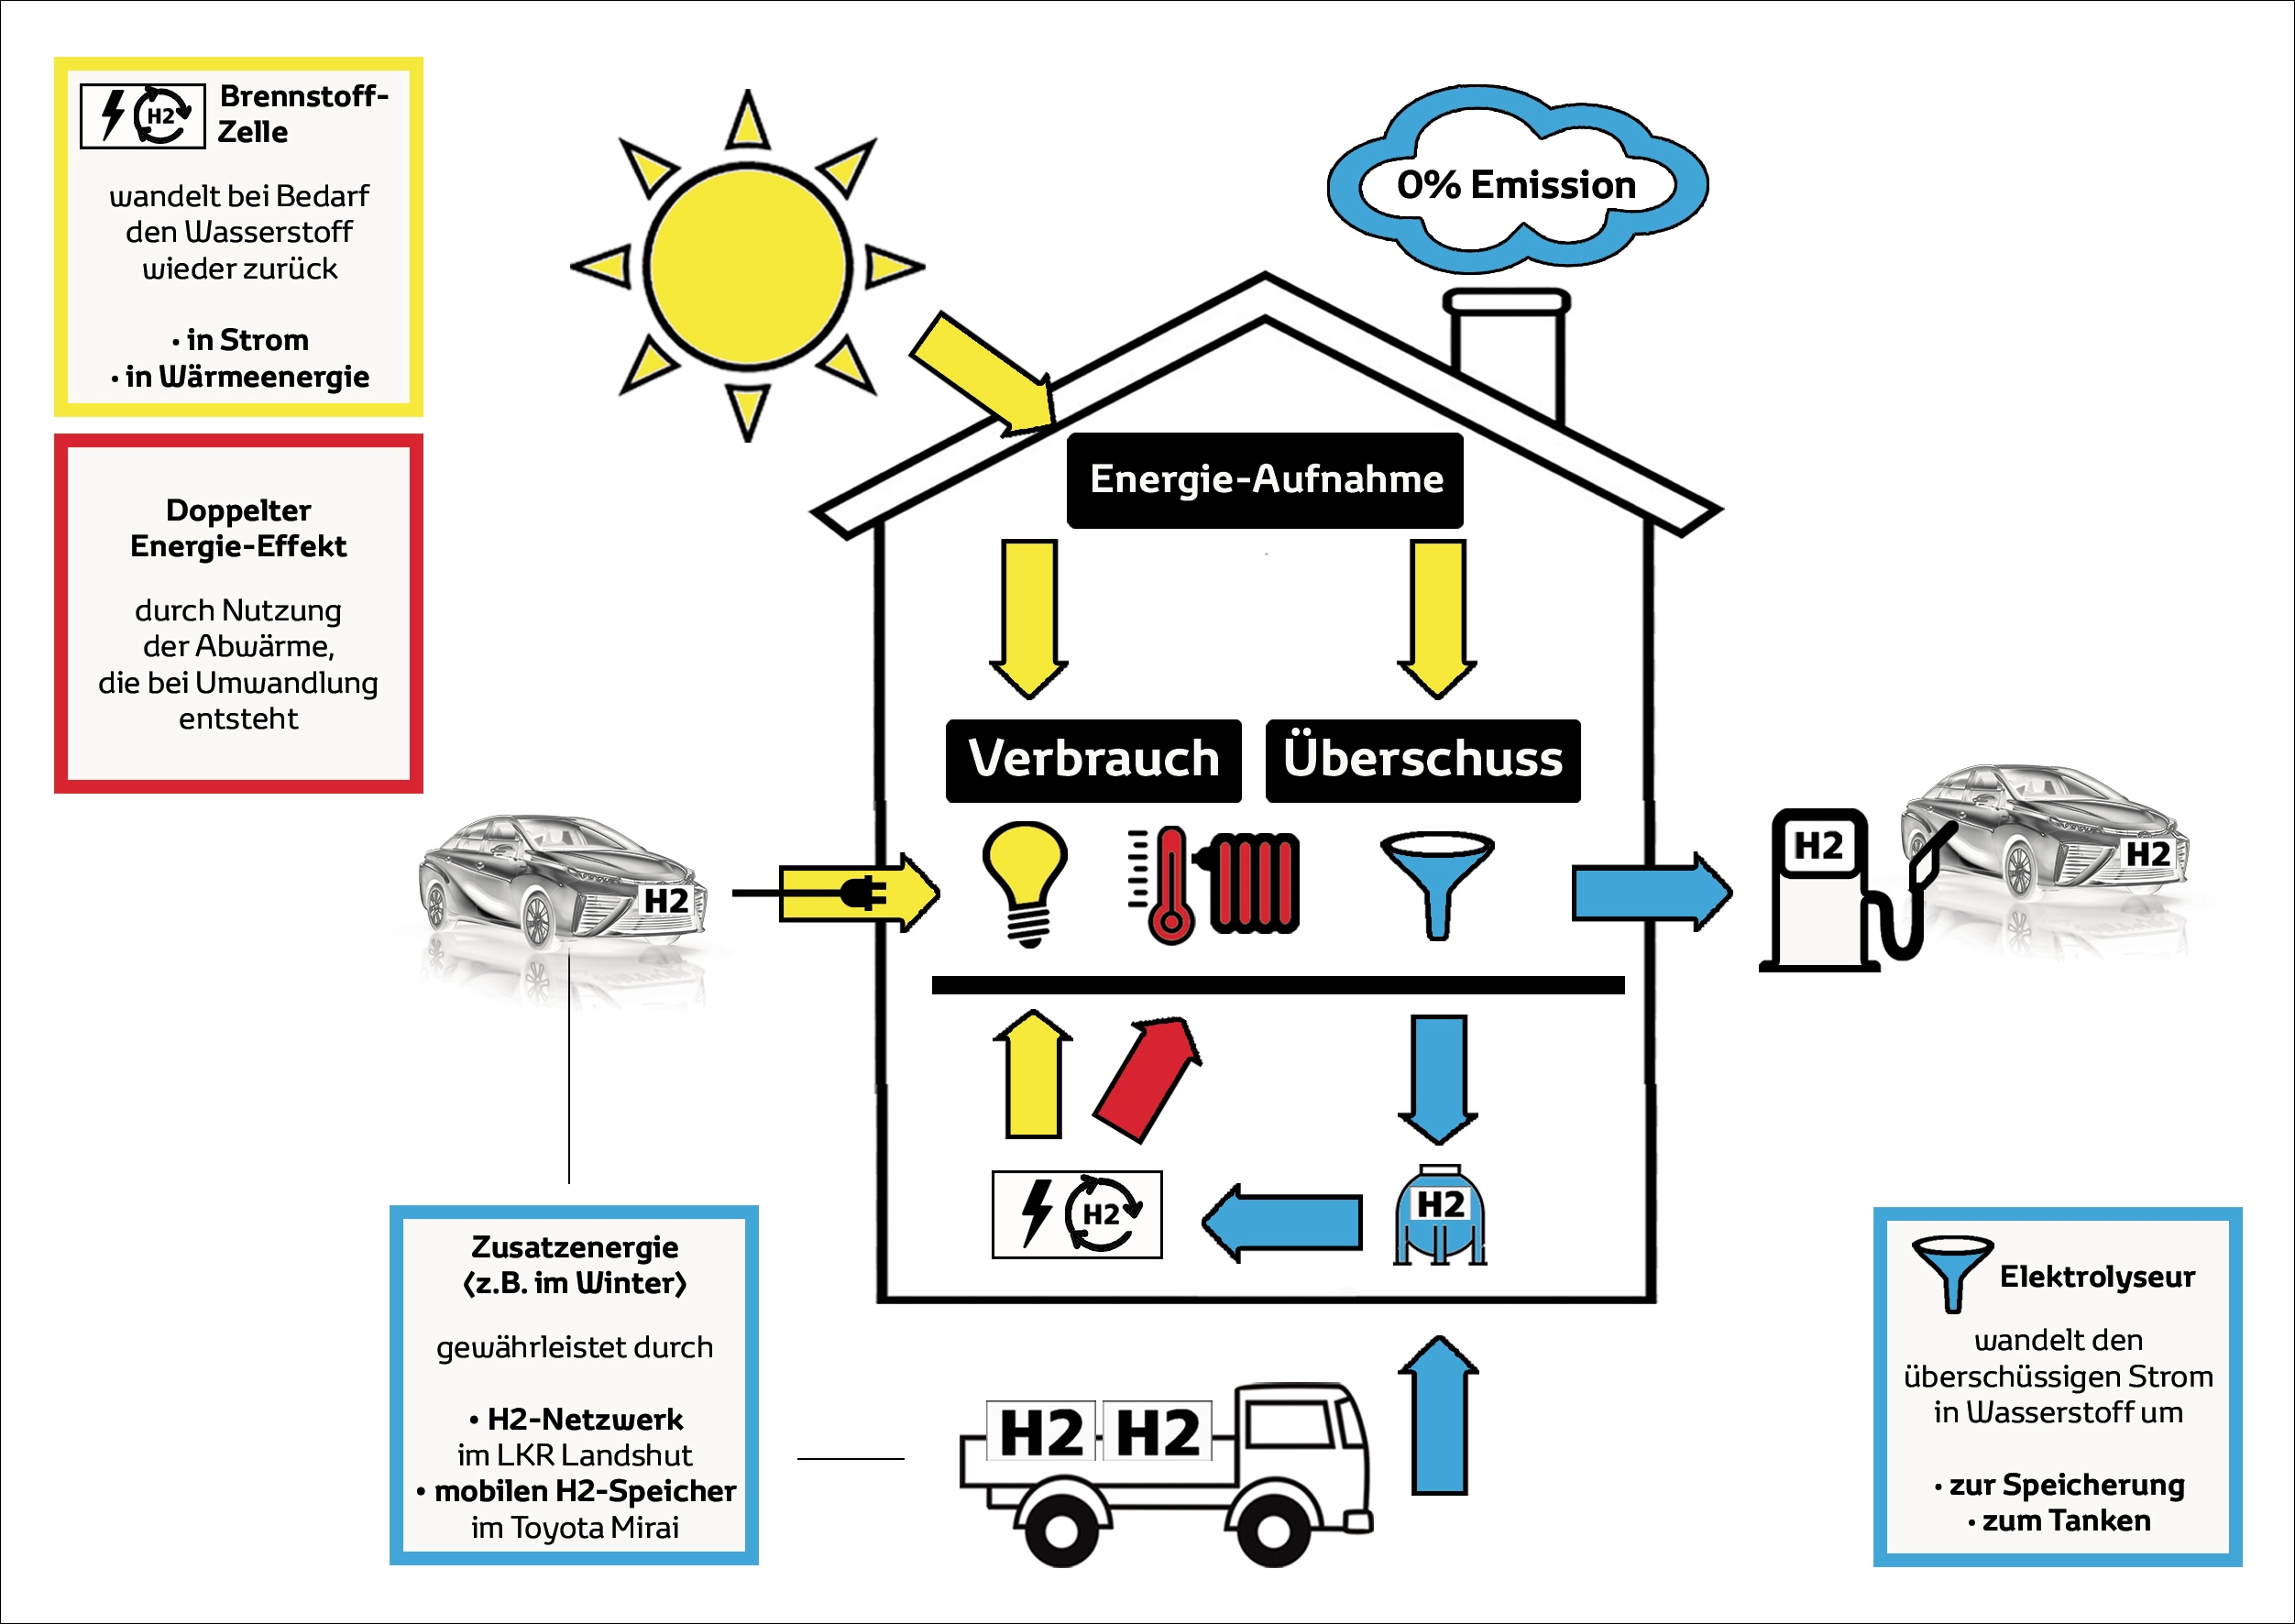 H2
Brennstoff-
Zelle
wandelt bei Bedarf
den Wasserstoff
wieder zurück
• in Strom
• in Wärmeenergie
Doppelter
Energie-Effekt
durch Nutzung
der Abwärme,
die bei Umwandlung
entsteht
0% Emission
Energie-Aufnahme
Verbrauch
Überschuss
H2
H2
H2
H2
H2
Zusatzenergie
(z.B. im Winter)
gewährleistet durch
• H2-Netzwerk
im LKR Landshut
• mobilen H2-Speicher
im Toyota Mirai
H2 H2
Elektrolyseur
wandelt den
überschüssigen Strom
in Wasserstoff um
• zur Speicherung
• zum Tanken